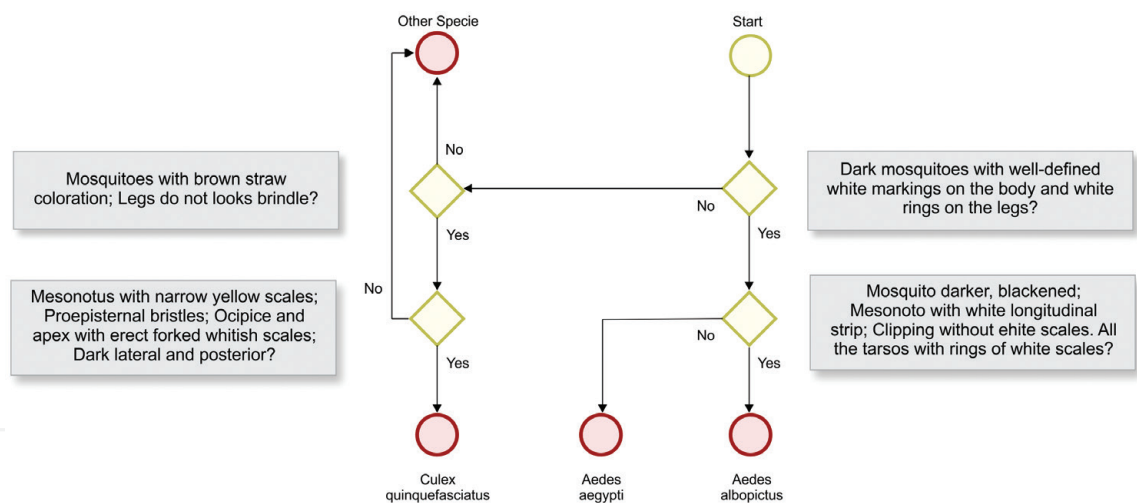 Other Specie
Start
No
Mosquitoes with brown straw
coloration; Legs do not looks brindle?
Dark mosquitoes with well-defined
white markings on the body and white
rings on the legs?
No
Yes
Yes
Mesonotus with narrow yellow scales;
Proepisternal bristles; Ocipice and
apex with erect forked whitish scales;
Dark lateral and posterior?
No
Mosquito darker, blackened;
Mesonoto with white longitudinal
strip; Clipping without ehite scales. All
the tarsos with rings of white scales?
No
Yes
Yes
Culex
quinquefasciatus
Aedes
aegypti
Aedes
albopictus